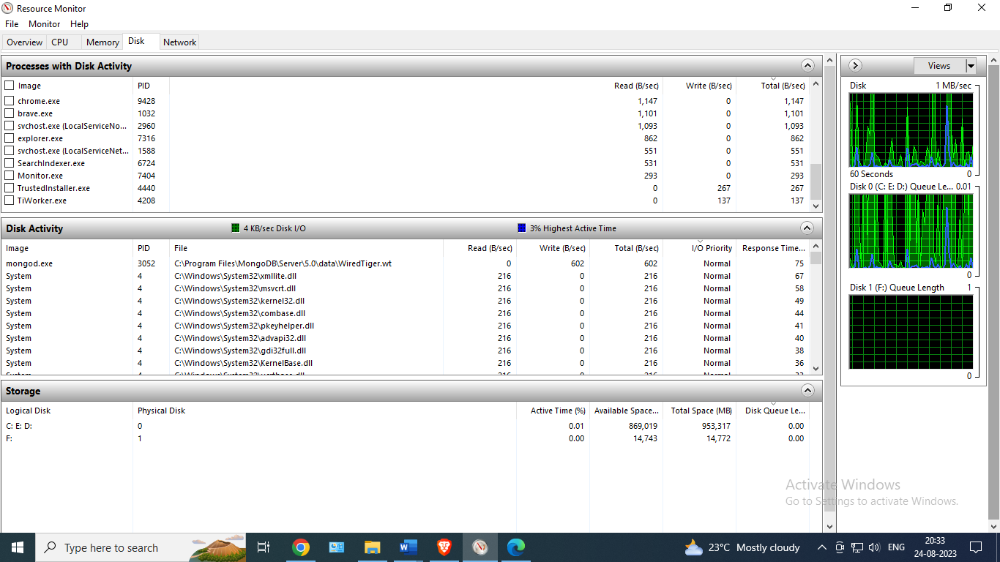 Resource Monitor
File Monitor Help
Overview CPU Memory Disk Network
Processes with Disk Activity
Image PID Read (B/sec) Write (B/sec) Total (B/sec)
chrome.exe 9428 1,147 0 1,147
brave.exe 1032 1,101 0 1,101
svchost.exe (LocalServiceNo... 2960 1,093 0 1,093
explorer.exe 7316 862 0 862
svchost.exe (LocalServiceNet... 1588 551 0 551
SearchIndexer.exe 6724 531 0 531
Monitor.exe 7404 293 0 293
TrustedInstaller.exe 4440 0 267 267
TiWorker.exe 4208 0 137 137
Disk Activity 4 KB/sec Disk I/O 3% Highest Active Time
Image PID File Read (B/sec) Write (B/sec) Total (B/sec) I/O Priority Response Time...
mongod.exe 3052 C:\Program Files\MongoDB\Server\5.0\data\WiredTiger.wt 0 602 602 Normal 75
System 4 C:\Windows\System32\xmllite.dll 216 0 216 Normal 67
System 4 C:\Windows\System32\msvcrt.dll 216 0 216 Normal 58
System 4 C:\Windows\System32\kernel32.dll 216 0 216 Normal 49
System 4 C:\Windows\System32\combase.dll 216 0 216 Normal 44
System 4 C:\Windows\System32\pkeyhelper.dll 216 0 216 Normal 41
System 4 C:\Windows\System32\advapi32.dll 216 0 216 Normal 40
System 4 C:\Windows\System32\gdi32full.dll 216 0 216 Normal 38
System 4 C:\Windows\System32\KernelBase.dll 216 0 216 Normal 36
Storage
Logical Disk Physical Disk Active Time (%) Available Space... Total Space (MB) Disk Queue Le...
C: E: D: 0 0.01 869,019 953,317 0.00
F: 1 0.00 14,743 14,772 0.00
Views
Disk 1 MB/sec
60 Seconds 0
Disk 0 (C: E: D:) Queue Le... 0.01
0
Disk 1 (F:) Queue Length 1
0
Activate Windows
Go to Settings to activate Windows.
Type here to search
23°C Mostly cloudy ENG 20:33
24-08-2023